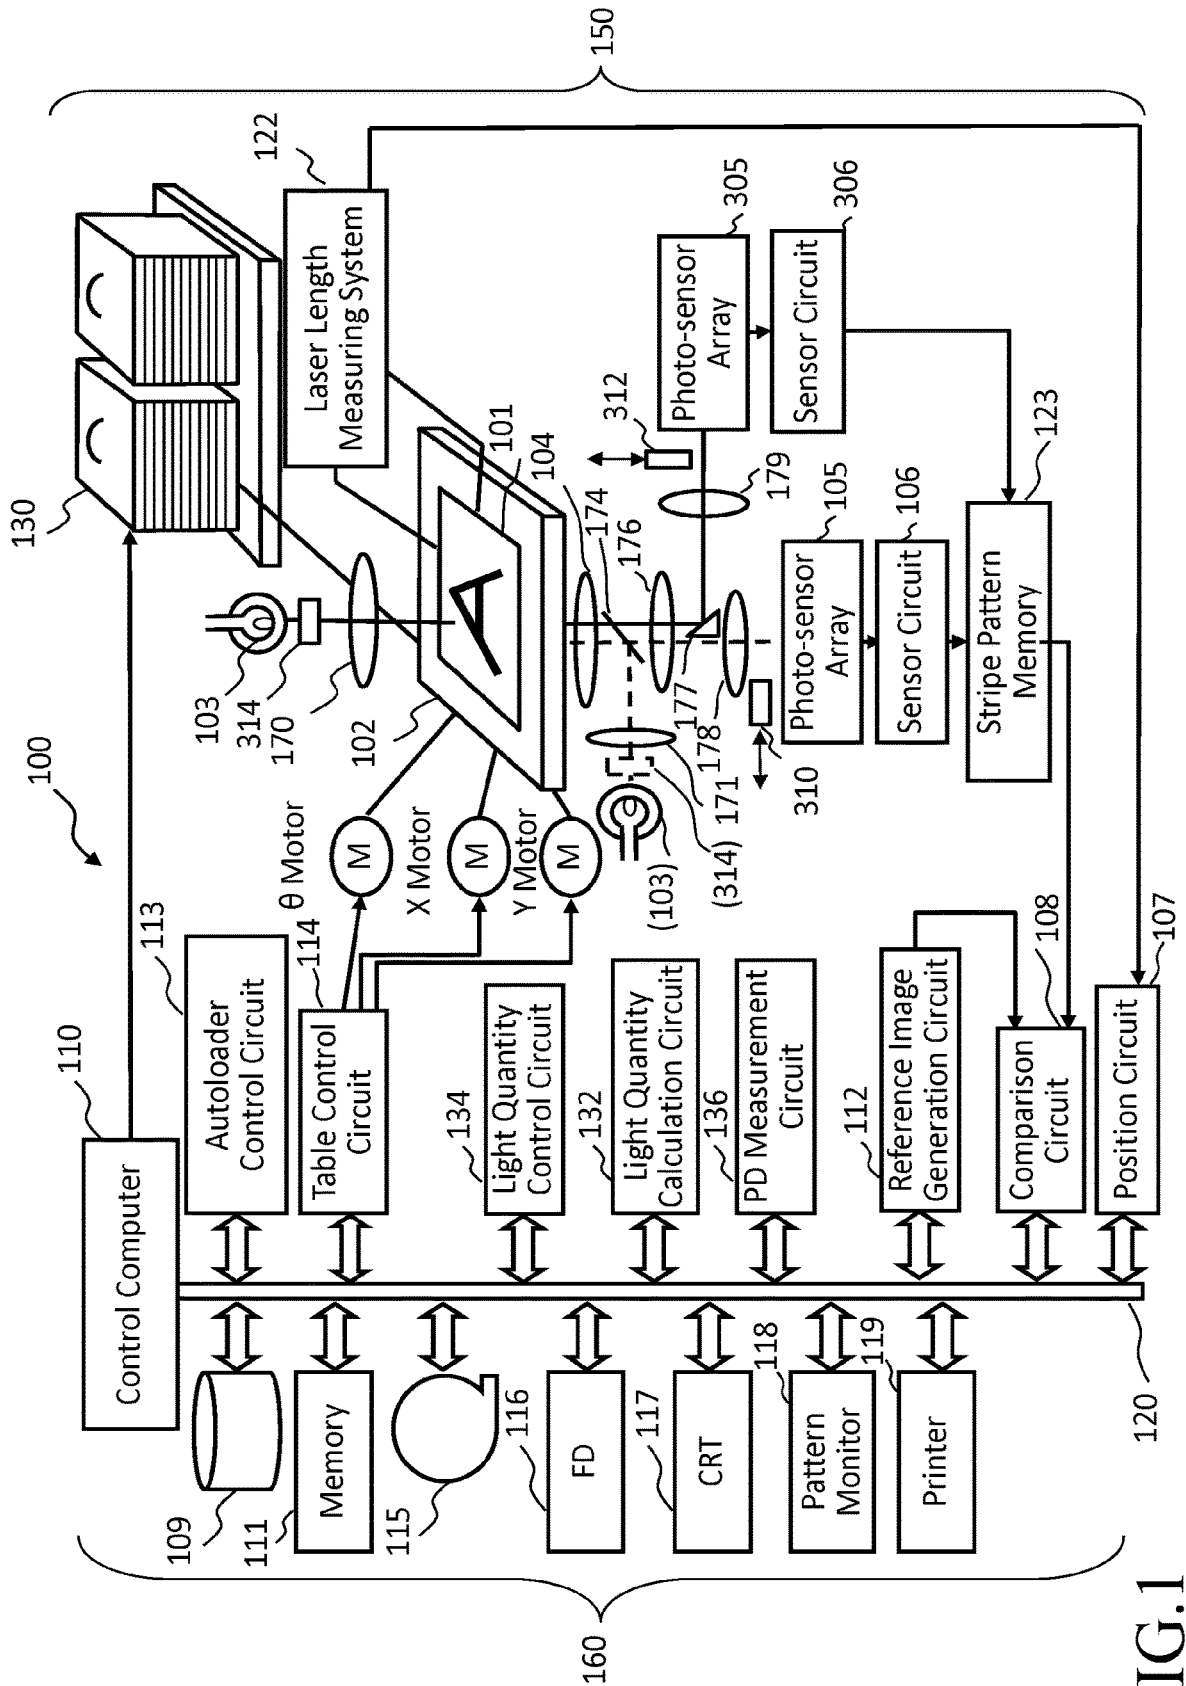 100
110
Control Computer
113
Autoloader
Control Circuit
114
Table Control
Circuit
134
Light Quantity
Control Circuit
132
Light Quantity
Calculation Circuit
136
PD Measurement
Circuit
112
Reference Image
Generation Circuit
108
Comparison
Circuit
107
Position Circuit
109
111
Memory
115
116
FD
117
CRT
118
Pattern
Monitor
119
Printer
120
160
130
103
314
170
102
θ Motor
M
X Motor
M
Y Motor
M
122
Laser Length
Measuring System
A
101
104
174
176
177
178
179
171
(103)
(314)
310
312
305
Photo-sensor
Array
306
Sensor Circuit
105
Photo-sensor
Array
106
Sensor Circuit
123
Stripe Pattern
Memory
150
IG.1